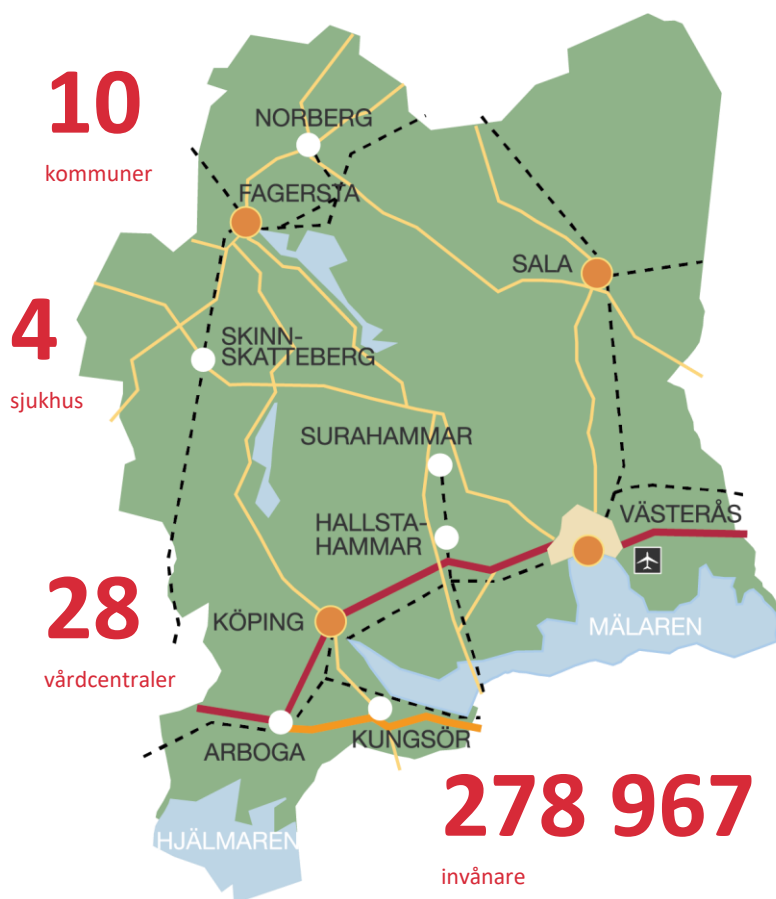 10
kommuner
NORBERG
FAGERSTA
SALA
4
sjukhus
SKINN-
SKATTEBERG
SURAHAMMAR
HALLSTA-
HAMMAR
VÄSTERÅS
28
vårdcentraler
KÖPING
MÄLAREN
ARBOGA
KUNGSÖR
HJÄLMAREN
278 967
invånare